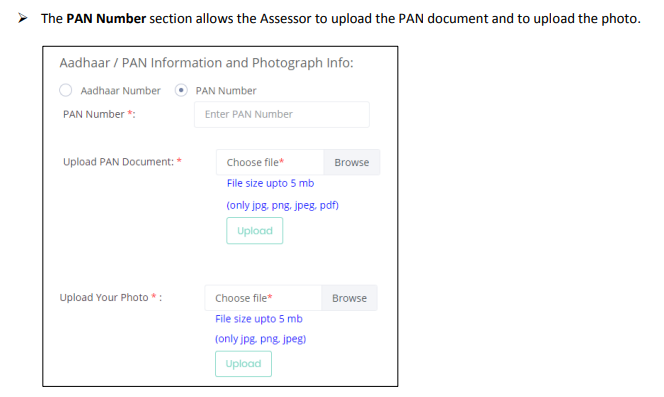 ➢ The PAN Number section allows the Assessor to upload the PAN document and to upload the photo.
Aadhaar / PAN Information and Photograph Info:
Aadhaar Number PAN Number
PAN Number *: Enter PAN Number
Upload PAN Document: * Choose file* Browse
File size upto 5 mb
(only jpg, png, jpeg, pdf)
Upload
Upload Your Photo * : Choose file* Browse
File size upto 5 mb
(only jpg, png, jpeg)
Upload